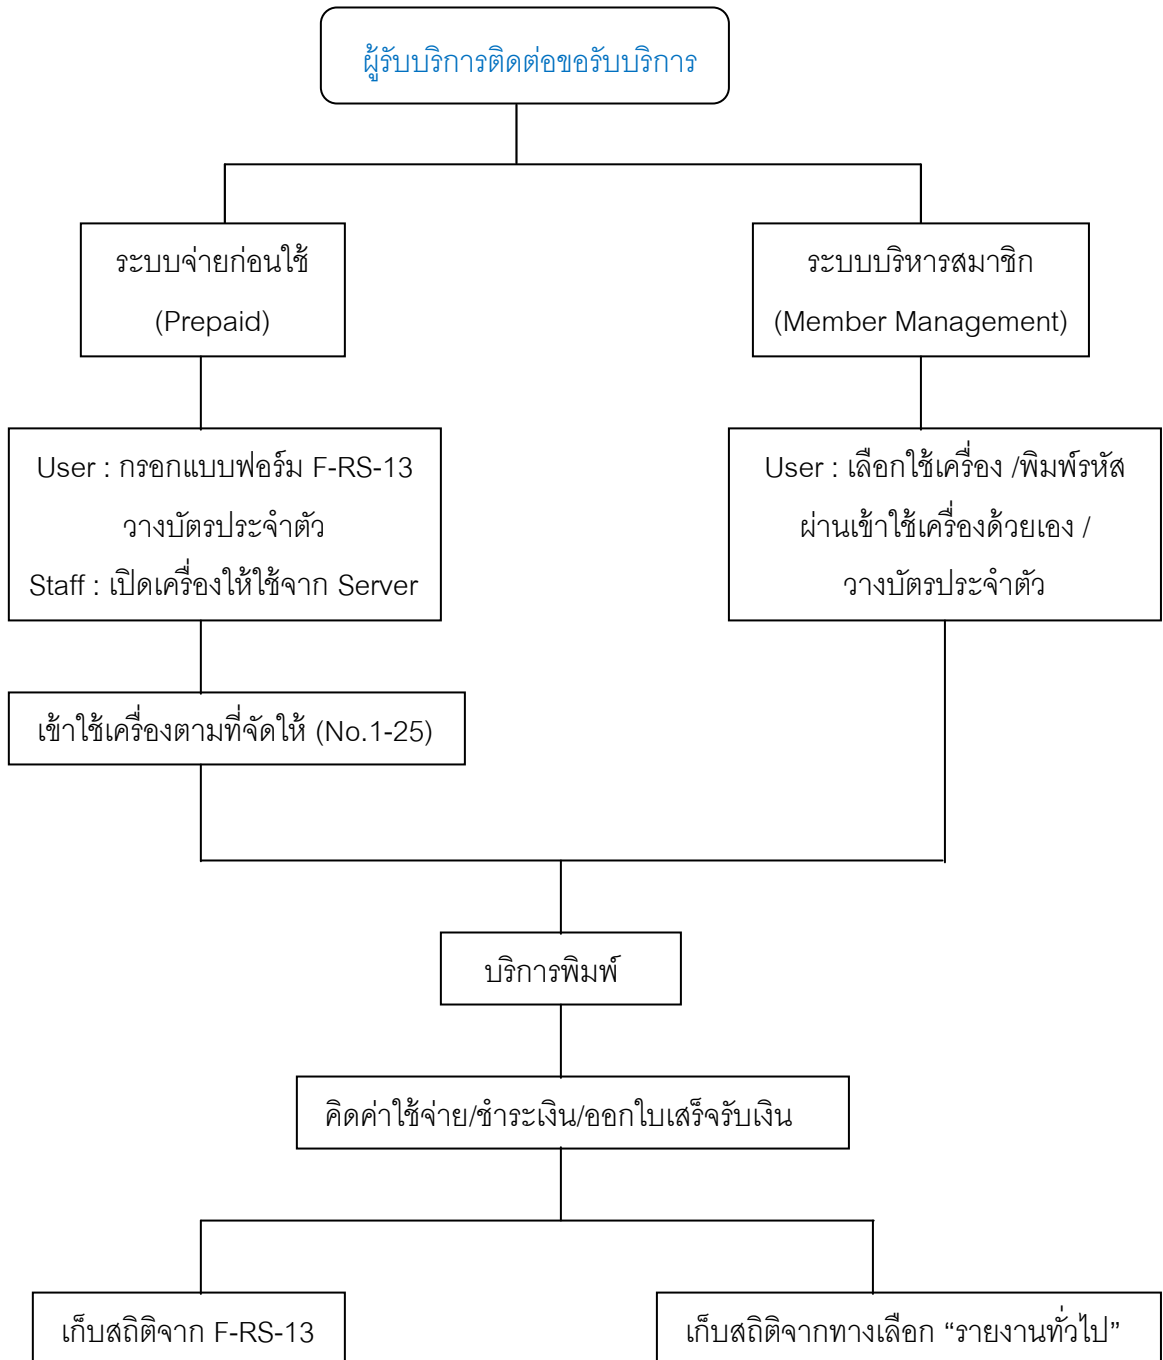 ผู้รับบริการติดต่อขอรับบริการ
ระบบจ่ายก่อนใช้
(Prepaid)
ระบบบริหารสมาชิก
(Member Management)
User : กรอกแบบฟอร์ม F-RS-13
วางบัตรประจำตัว
Staff : เปิดเครื่องให้ใช้จาก Server
User : เลือกใช้เครื่อง /พิมพ์รหัส
ผ่านเข้าใช้เครื่องด้วยเอง /
วางบัตรประจำตัว
เข้าใช้เครื่องตามที่จัดให้ (No.1-25)
บริการพิมพ์
คิดค่าใช้จ่าย/ชำระเงิน/ออกใบเสร็จรับเงิน
เก็บสถิติจาก F-RS-13
เก็บสถิติจากทางเลือก “รายงานทั่วไป”